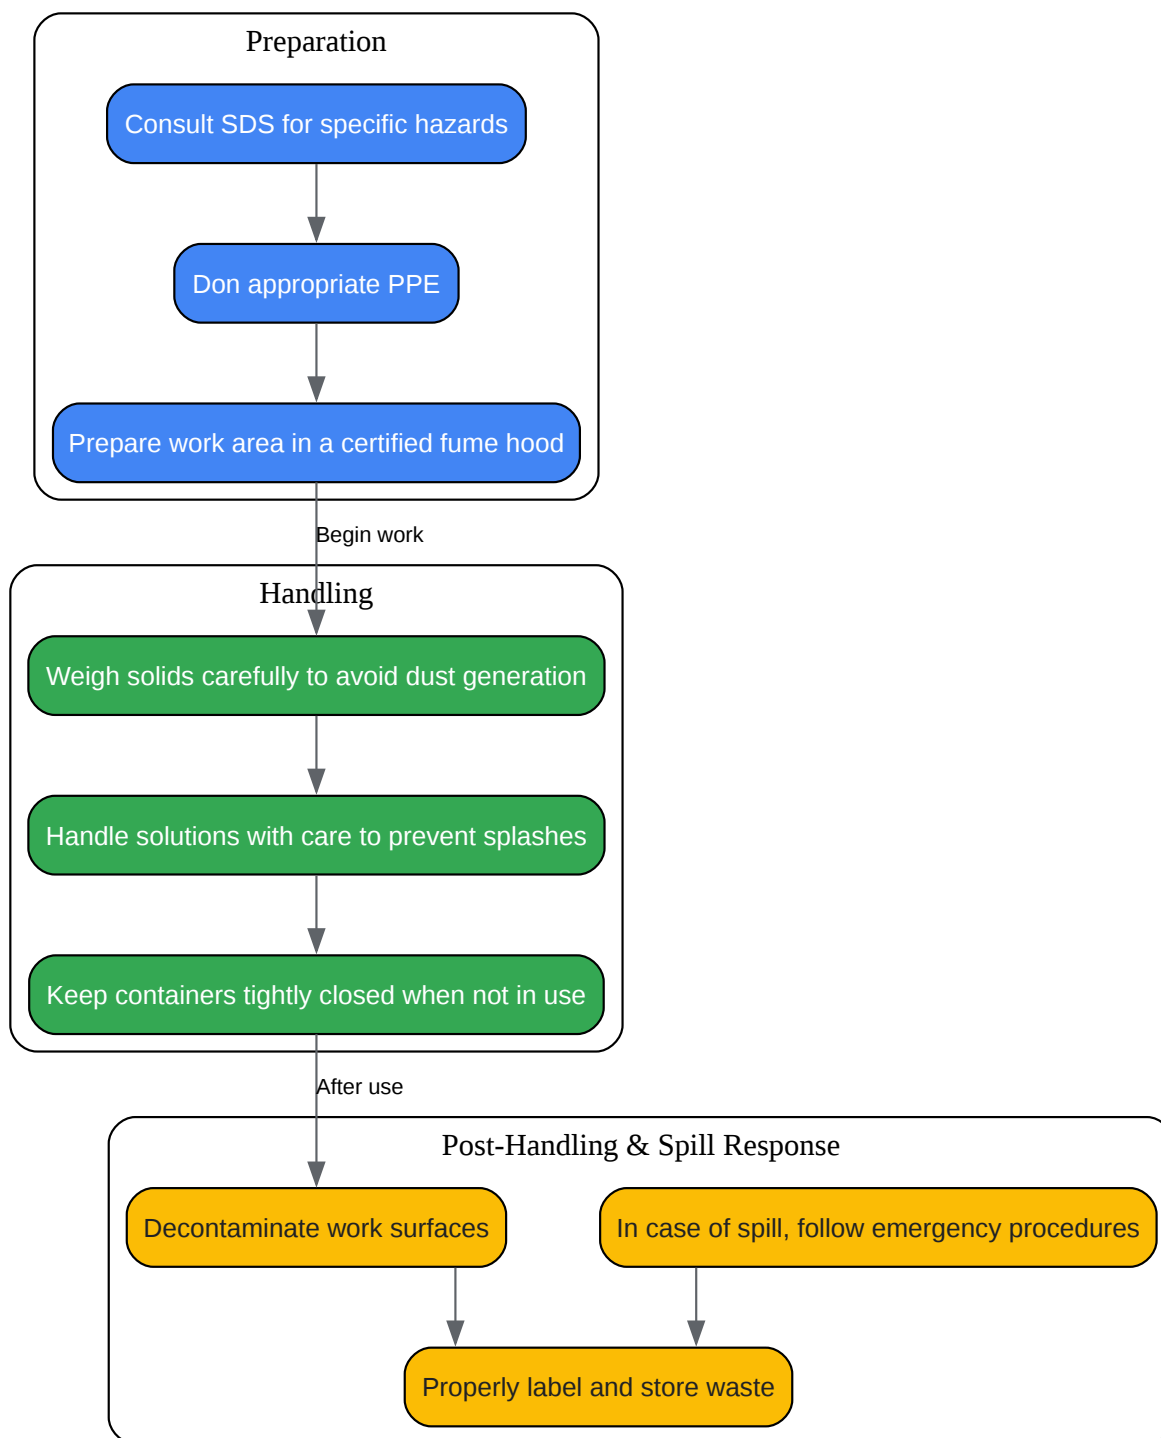 Preparation
Consult SDS for specific hazards
Don appropriate PPE
Prepare work area in a certified fume hood
Begin work
Handling
Weigh solids carefully to avoid dust generation
Handle solutions with care to prevent splashes
Keep containers tightly closed when not in use
After use
Post-Handling & Spill Response
Decontaminate work surfaces
In case of spill, follow emergency procedures
Properly label and store waste